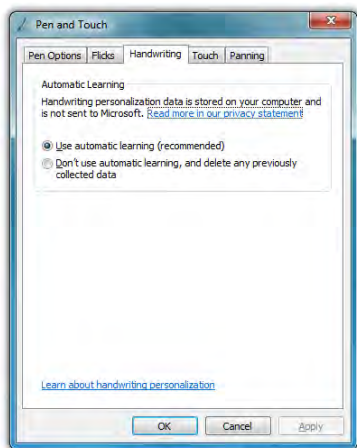 Pen and Touch
Pen Options Flicks Handwriting Touch Panning
Automatic Learning
Handwriting personalization data is stored on your computer and
is not sent to Microsoft. Read more in our privacy statement
Use automatic learning (recommended)
Don't use automatic learning, and delete any previously
collected data
Learn about handwriting personalization
OK Cancel Apply